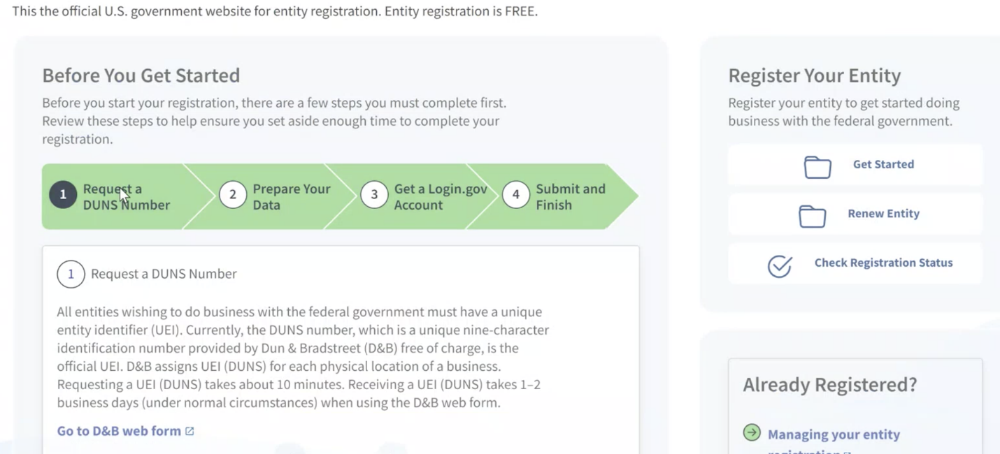 This the official U.S. government website for entity registration. Entity registration is FREE.
Before You Get Started
Before you start your registration, there are a few steps you must complete first.
Review these steps to help ensure you set aside enough time to complete your
registration.
1 Request a
DUNS Number
2 Prepare Your
Data
3 Get a Login.gov
Account
4 Submit and
Finish
1 Request a DUNS Number
All entities wishing to do business with the federal government must have a unique
entity identifier (UEI). Currently, the DUNS number, which is a unique nine-character
identification number provided by Dun & Bradstreet (D&B) free of charge, is the
official UEI. D&B assigns UEI (DUNS) for each physical location of a business.
Requesting a UEI (DUNS) takes about 10 minutes. Receiving a UEI (DUNS) takes 1–2
business days (under normal circumstances) when using the D&B web form.
Go to D&B web form
Register Your Entity
Register your entity to get started doing
business with the federal government.
Get Started
Renew Entity
Check Registration Status
Already Registered?
Managing your entity
registration